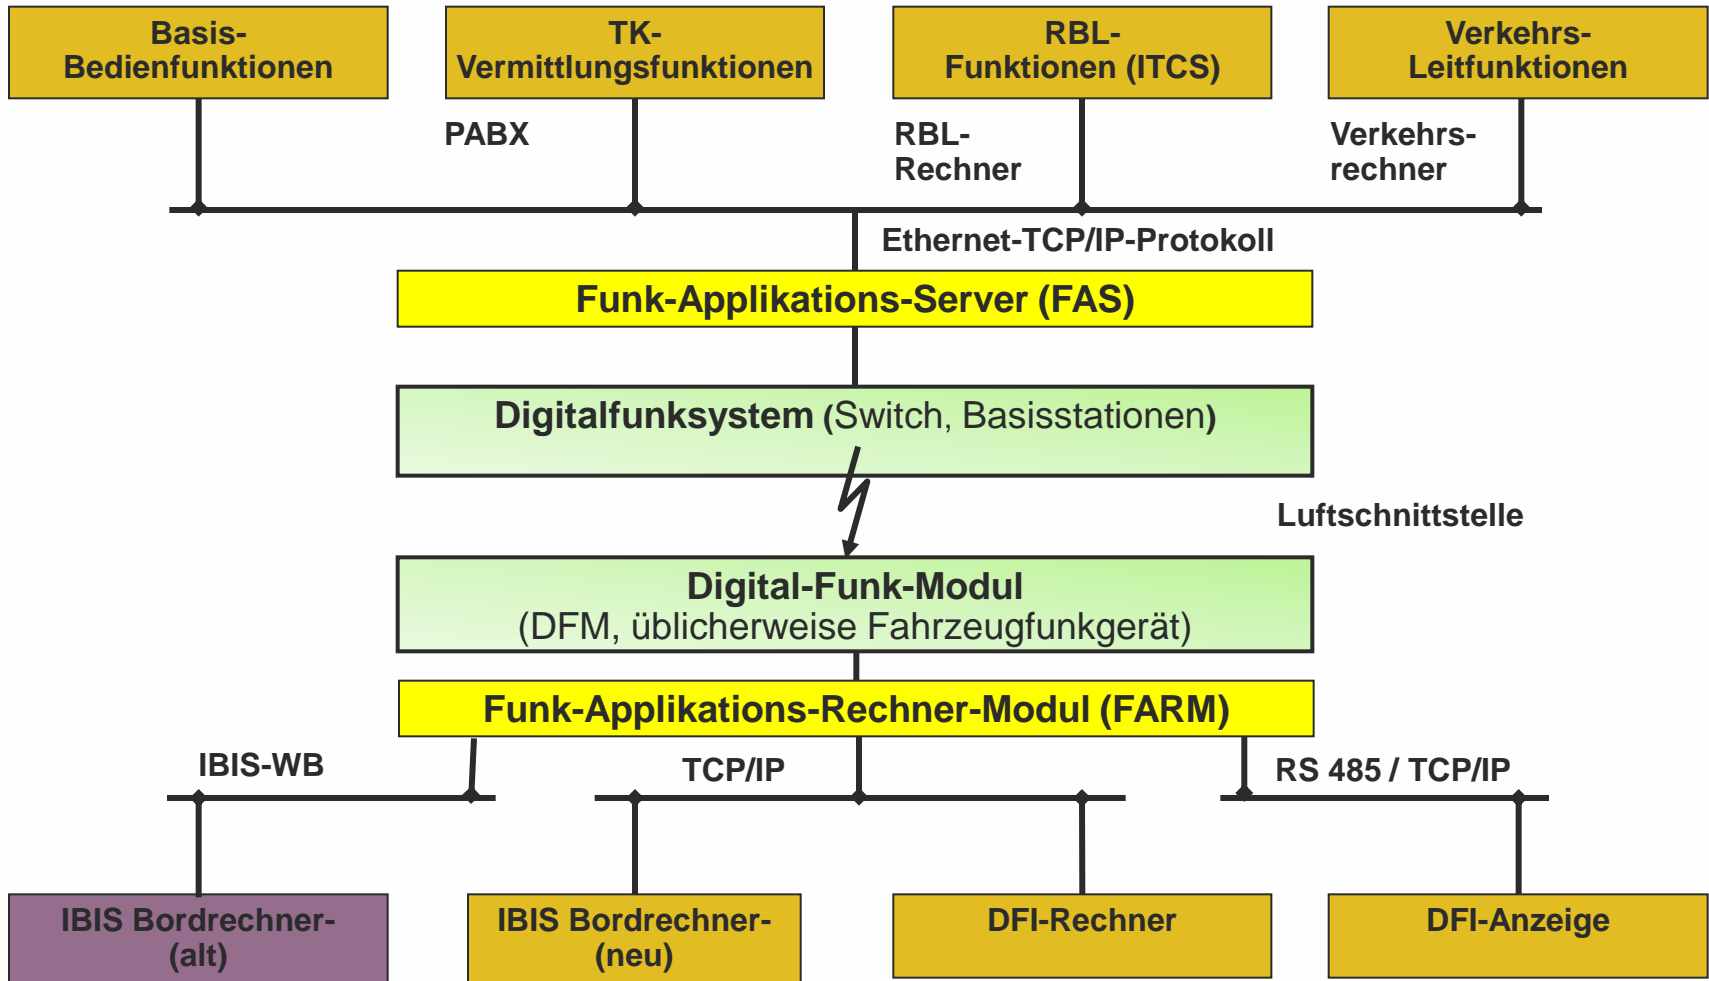 Basis-
Bedienfunktionen
TK-
Vermittlungsfunktionen
RBL-
Funktionen (ITCS)
Verkehrs-
Leitfunktionen
PABX
RBL-
Rechner
Verkehrs-
rechner
Ethernet-TCP/IP-Protokoll
Funk-Applikations-Server (FAS)
Digitalfunksystem (Switch, Basisstationen)
Luftschnittstelle
Digital-Funk-Modul
(DFM, üblicherweise Fahrzeugfunkgerät)
Funk-Applikations-Rechner-Modul (FARM)
IBIS-WB
TCP/IP
RS 485 / TCP/IP
IBIS Bordrechner-
(alt)
IBIS Bordrechner-
(neu)
DFI-Rechner
DFI-Anzeige